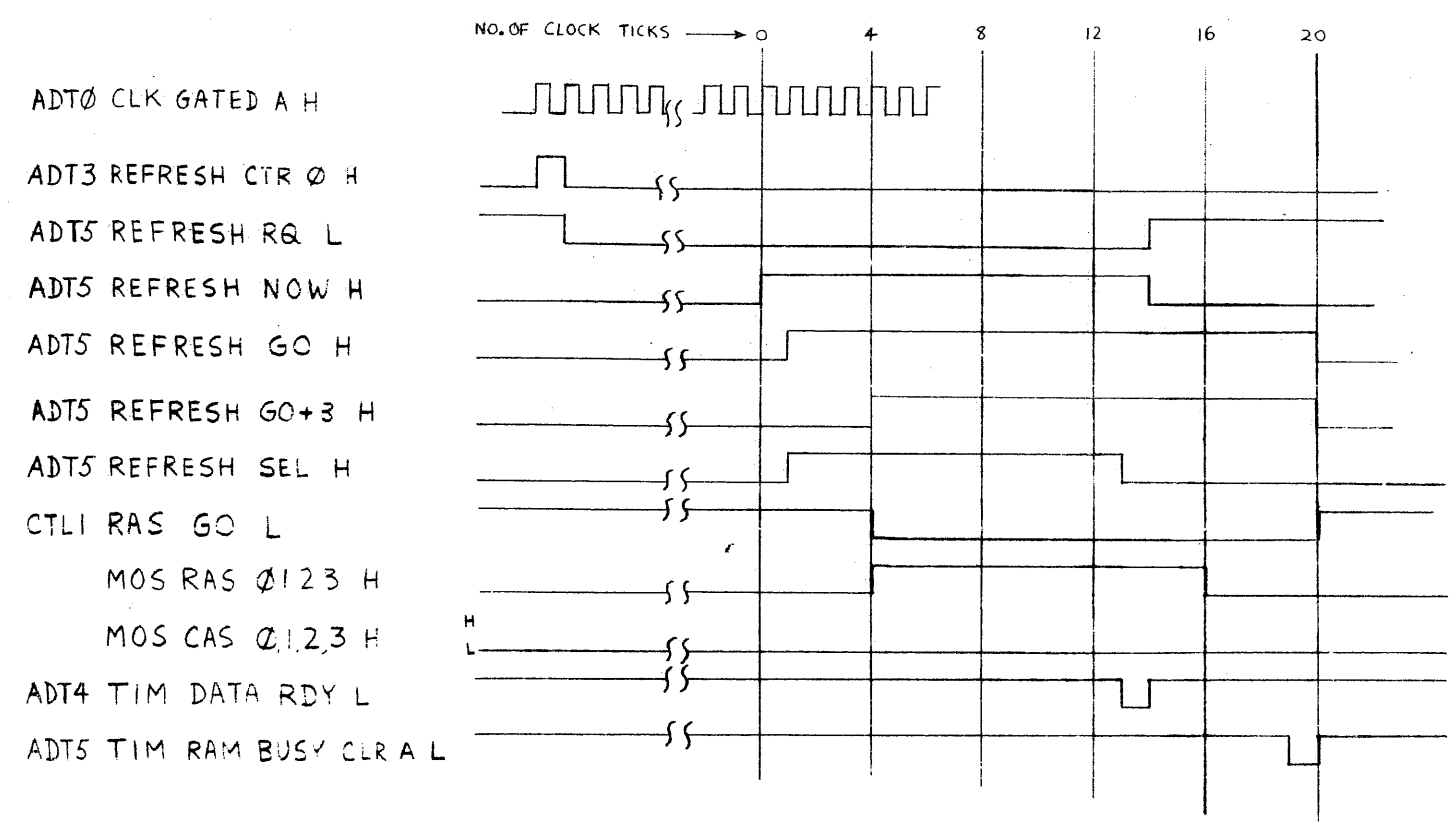 NO. OF CLOCK TICKS 0 4 8 12 16 20
ADTØ CLK GATED A H
ADT3 REFRESH CTR Ø H
ADT5 REFRESH RQ L
ADT5 REFRESH NOW H
ADT5 REFRESH GO H
ADT5 REFRESH GO+3 H
ADT5 REFRESH SEL H
CTL1 RAS GO L
MOS RAS Ø123 H
MOS CAS Ø,1,2,3 H
H
L
ADT4 TIM DATA RDY L
ADT5 TIM RAM BUSY CLR A L